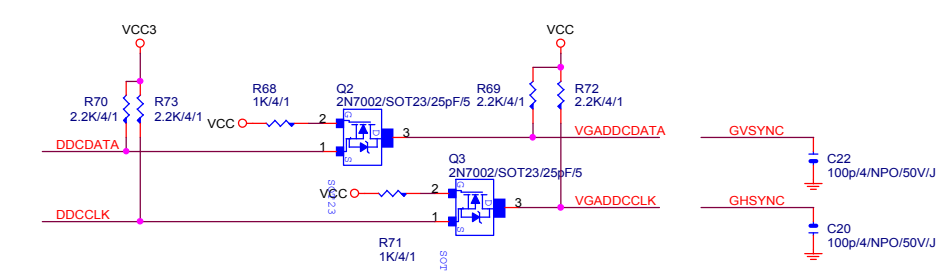 VCC3
VCC
R70
2.2K/4/1
R73
2.2K/4/1
R68
1K/4/1
Q2
2N7002/SOT23/25pF/5
R69
2.2K/4/1
R72
2.2K/4/1
VCC
2
G
D
S
3
1
DDCDATA
VGADDCDATA
GVSYNC
Q3
2N7002/SOT23/25pF/5
C22
100p/4/NPO/50V/J
SOT23
VCC
2
G
D
S
3
1
DDCCLK
VGADDCCLK
GHSYNC
R71
1K/4/1
SOT
C20
100p/4/NPO/50V/J